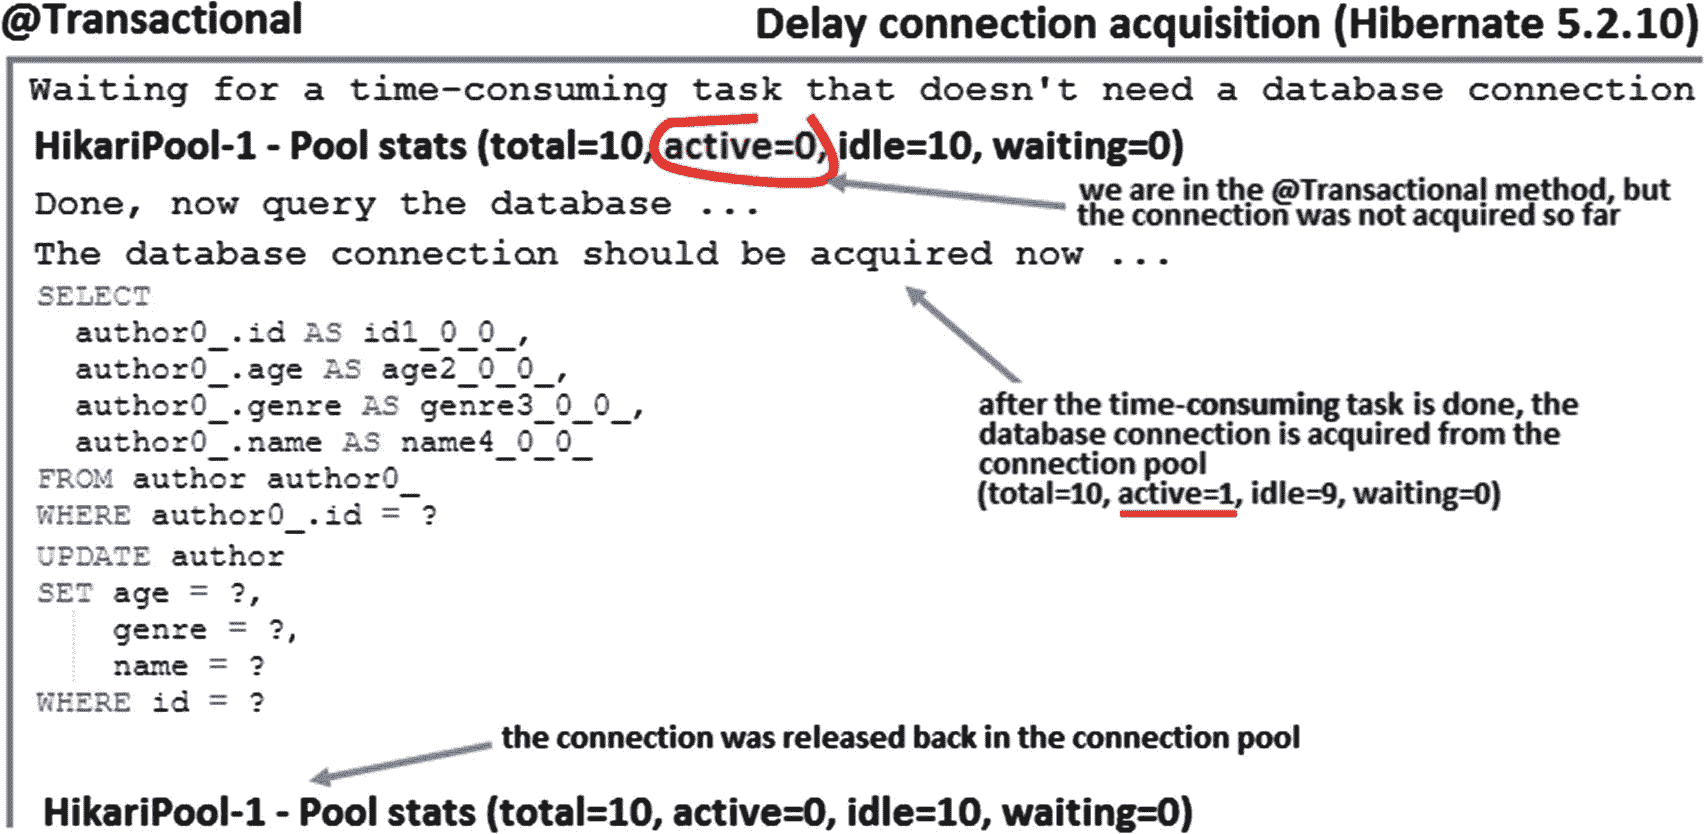 @Transactional
Delay connection acquisition (Hibernate 5.2.10)
Waiting for a time-consuming task that doesn't need a database connection
HikariPool-1 - Pool stats (total=10, active=0, idle=10, waiting=0)
we are in the @Transactional method, but
the connection was not acquired so far
Done, now query the database ...
The database connection should be acquired now ...
SELECT
author0_.id AS id1_0_0_,
author0_.age AS age2_0_0_,
author0_.genre AS genre3_0_0_,
author0_.name AS name4_0_0_
FROM author author0_
WHERE author0_.id = ?
after the time-consuming task is done, the
database connection is acquired from the
connection pool
(total=10, active=1, idle=9, waiting=0)
UPDATE author
SET age = ?,
genre = ?,
name = ?
WHERE id = ?
the connection was released back in the connection pool
HikariPool-1 - Pool stats (total=10, active=0, idle=10, waiting=0)